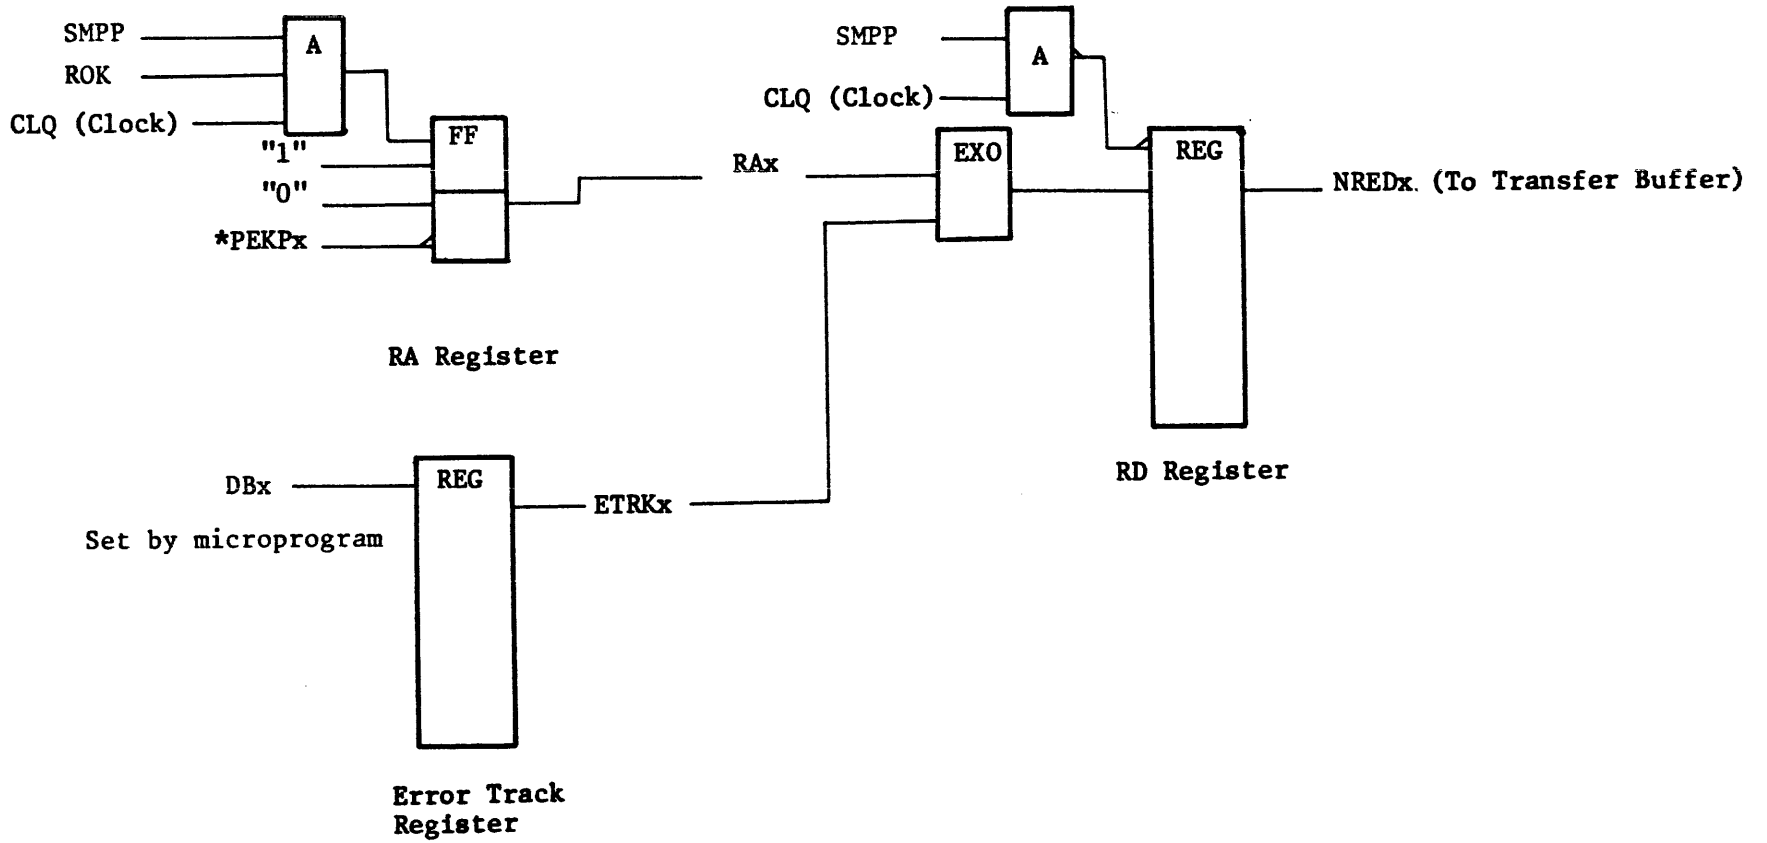 SMPP
ROK
CLQ (Clock)
A
"1"
"0"
*PEKPx
FF
RA Register
RAx
SMPP
CLQ (Clock)
A
EXO
REG
NREDx. (To Transfer Buffer)
RD Register
DBx
Set by microprogram
REG
ETRKx
Error Track
Register